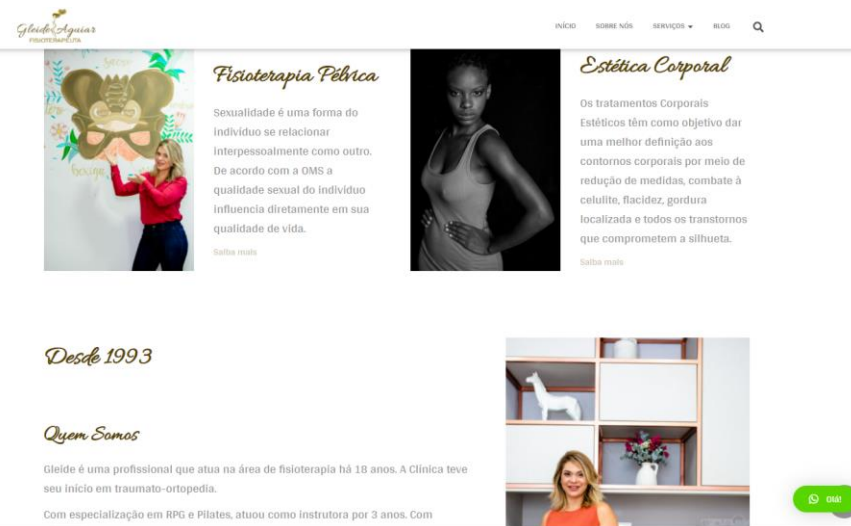 Gleide Aguiar
FISIOTERAPEUTA
INÍCIO
SOBRE NÓS
SERVIÇOS
BLOG
Sacro
Fisioterapia Pélvica
Sexualidade é uma forma do
indivíduo se relacionar
interpessoalmente como outro.
De acordo com a OMS a
qualidade sexual do indivíduo
influencia diretamente em sua
qualidade de vida.
Saiba mais
Estética Corporal
Os tratamentos Corporais
Estéticos têm como objetivo dar
uma melhor definição aos
contornos corporais por meio de
redução de medidas, combate à
celulite, flacidez, gordura
localizada e todos os transtornos
que comprometem a silhueta.
Saiba mais
Desde 1993
Quem Somos
Gleide é uma profissional que atua na área de fisioterapia há 18 anos. A Clínica teve
seu início em traumato-ortopedia.
Com especialização em RPG e Pilates, atuou como instrutora por 3 anos. Com
Olá!